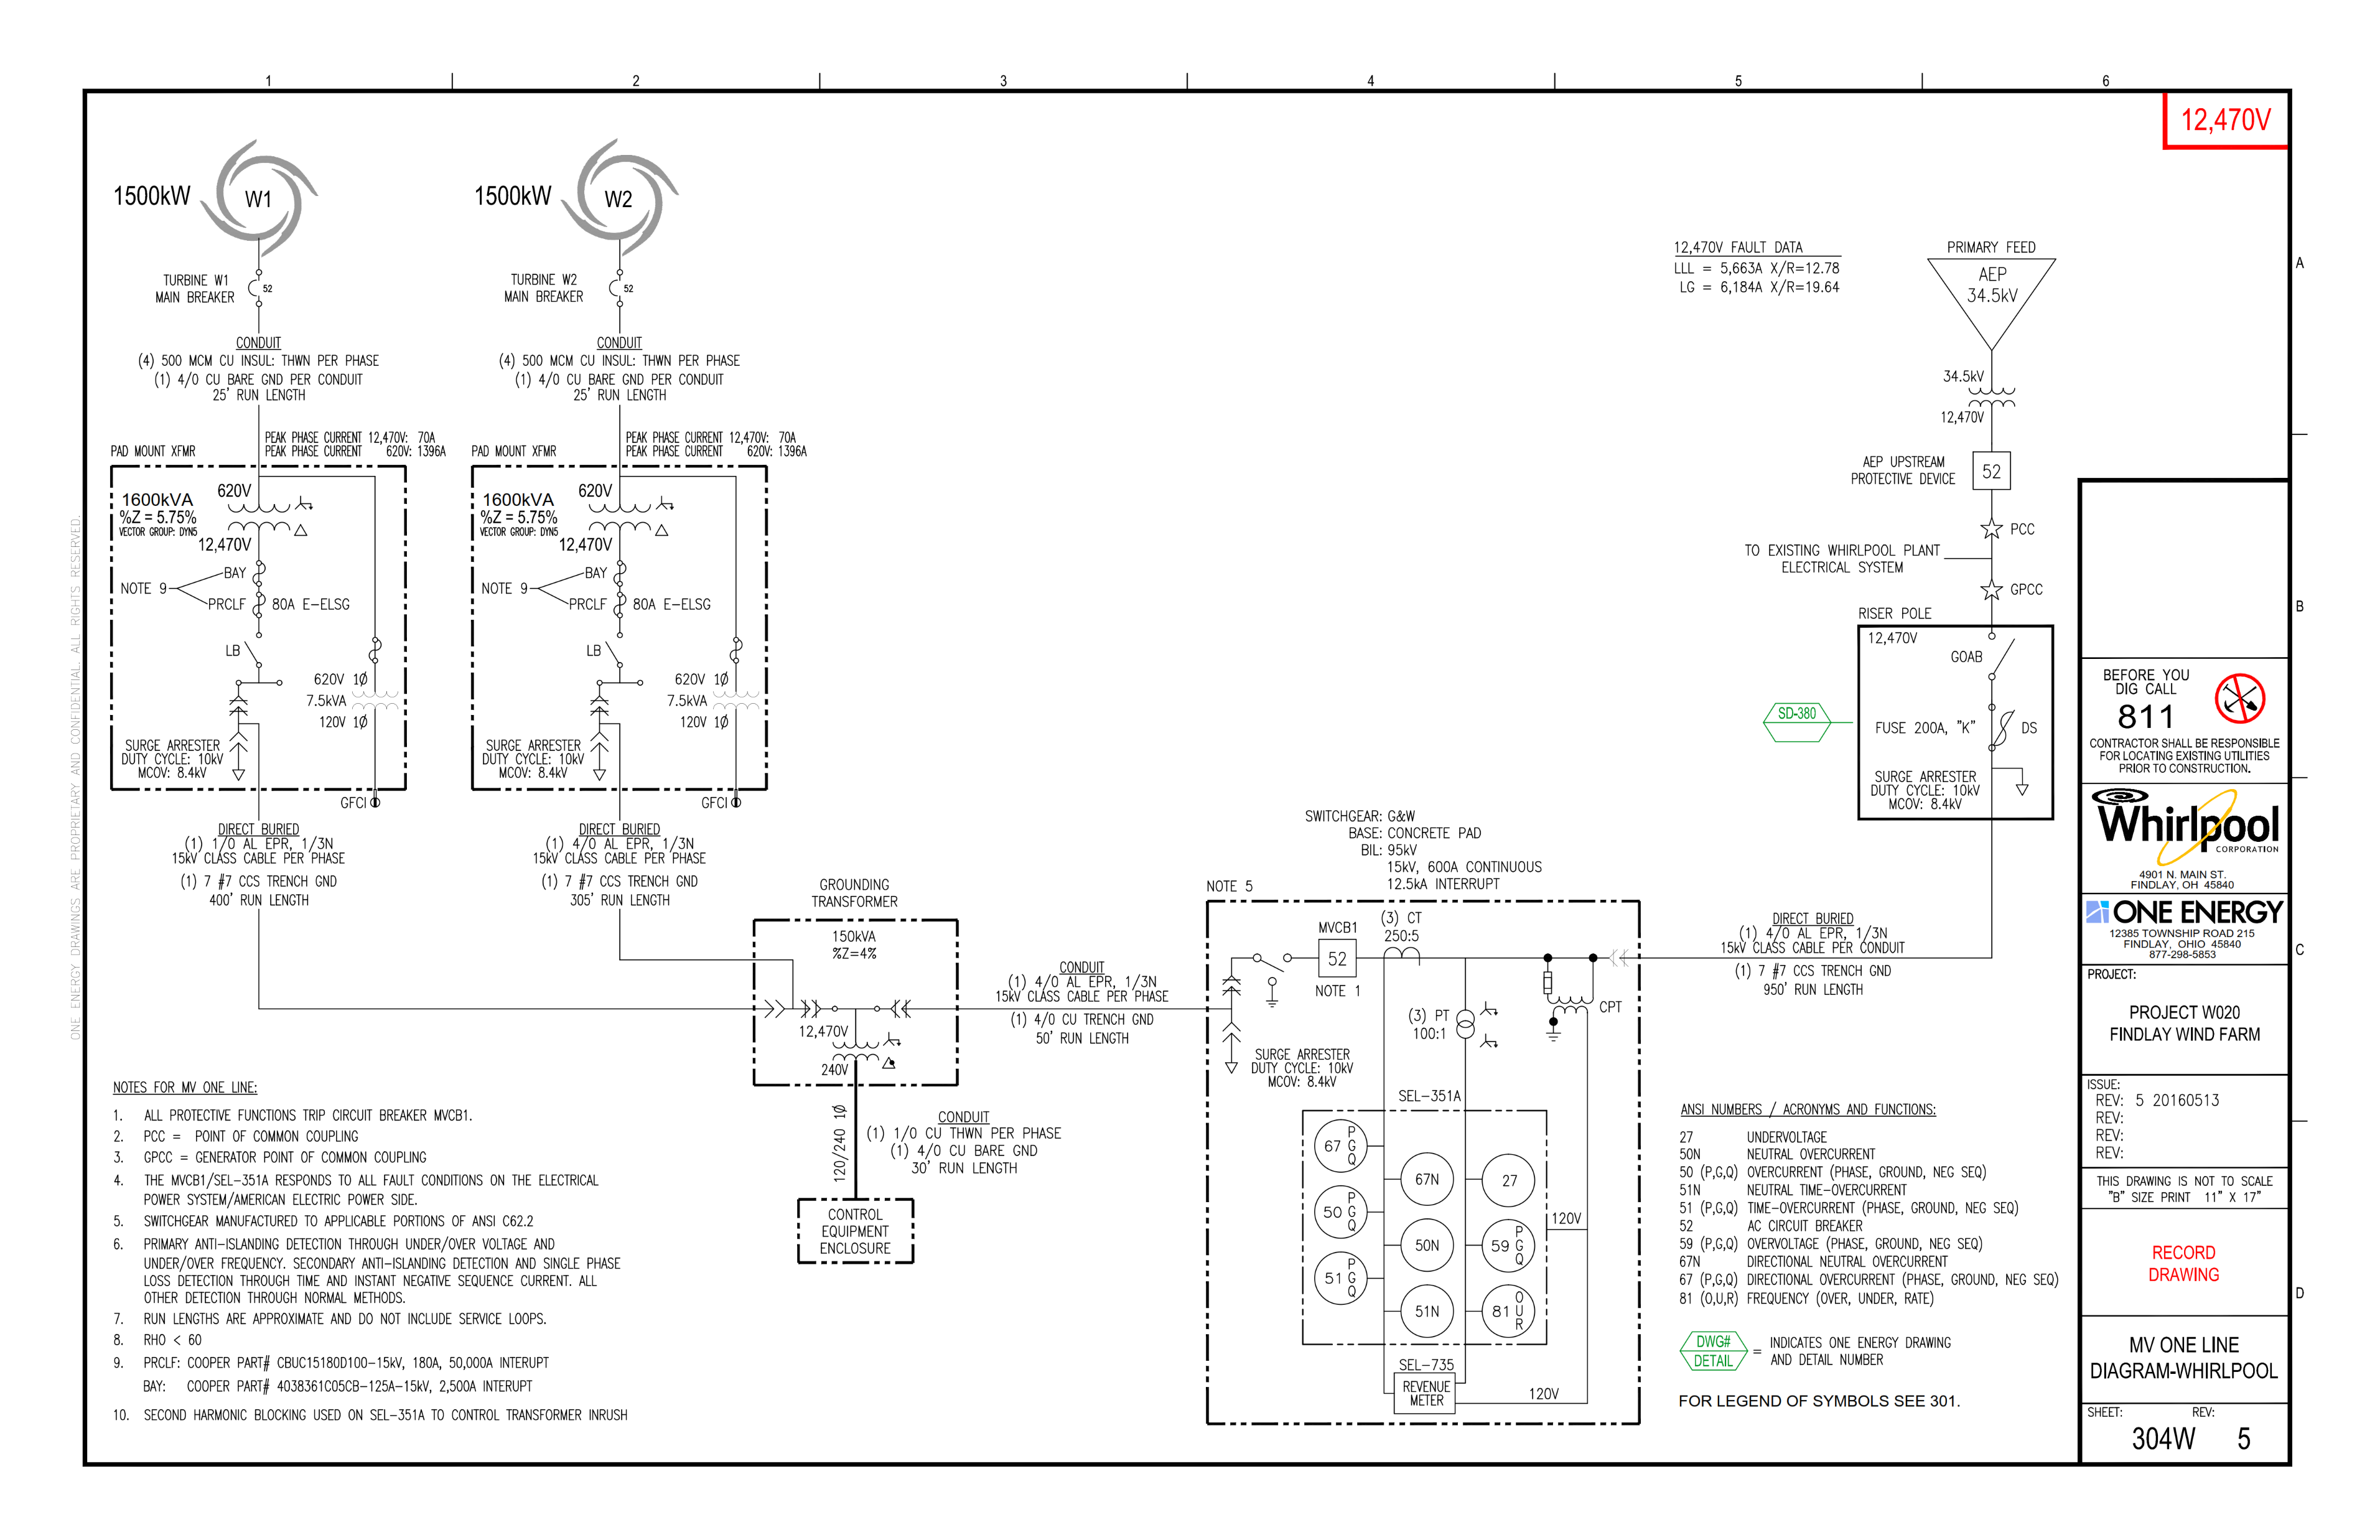 1 2 3 4 5 6
12,470V
1500kW
W1
TURBINE W1
MAIN BREAKER
52
CONDUIT
(4) 500 MCM CU INSUL: THWN PER PHASE
(1) 4/0 CU BARE GND PER CONDUIT
25' RUN LENGTH
PAD MOUNT XFMR
PEAK PHASE CURRENT 12,470V: 70A
PEAK PHASE CURRENT 620V: 1396A
1600kVA
%Z = 5.75%
VECTOR GROUP: DYN5
620V
12,470V
BAY
NOTE 9
PRCLF
80A E-ELSG
LB
620V 1Ø
7.5kVA
120V 1Ø
SURGE ARRESTER
DUTY CYCLE: 10kV
MCOV: 8.4kV
GFCI
DIRECT BURIED
(1) 1/0 AL EPR, 1/3N
15kV CLASS CABLE PER PHASE
(1) 7 #7 CCS TRENCH GND
400' RUN LENGTH
1500kW
W2
TURBINE W2
MAIN BREAKER
52
CONDUIT
(4) 500 MCM CU INSUL: THWN PER PHASE
(1) 4/0 CU BARE GND PER CONDUIT
25' RUN LENGTH
PAD MOUNT XFMR
PEAK PHASE CURRENT 12,470V: 70A
PEAK PHASE CURRENT 620V: 1396A
1600kVA
%Z = 5.75%
VECTOR GROUP: DYN5
620V
12,470V
BAY
NOTE 9
PRCLF
80A E-ELSG
LB
620V 1Ø
7.5kVA
120V 1Ø
SURGE ARRESTER
DUTY CYCLE: 10kV
MCOV: 8.4kV
GFCI
DIRECT BURIED
(1) 4/0 AL EPR, 1/3N
15kV CLASS CABLE PER PHASE
(1) 7 #7 CCS TRENCH GND
305' RUN LENGTH
GROUNDING
TRANSFORMER
150kVA
%Z=4%
12,470V
240V
120/240 1Ø
CONDUIT
(1) 1/0 CU THWN PER PHASE
(1) 4/0 CU BARE GND
30' RUN LENGTH
CONTROL
EQUIPMENT
ENCLOSURE
CONDUIT
(1) 4/0 AL EPR, 1/3N
15kV CLASS CABLE PER PHASE
(1) 4/0 CU TRENCH GND
50' RUN LENGTH
SWITCHGEAR: G&W
BASE: CONCRETE PAD
BIL: 95kV
15kV, 600A CONTINUOUS
12.5kA INTERRUPT
NOTE 5
MVCB1
52
NOTE 1
(3) CT
250:5
(3) PT
100:1
CPT
SURGE ARRESTER
DUTY CYCLE: 10kV
MCOV: 8.4kV
SEL-351A
67 P G Q
50 P G Q
51 P G Q
67N
50N
51N
27
59 P G Q
81 O U R
120V
SEL-735
REVENUE
METER
120V
12,470V FAULT DATA
LLL = 5,663A X/R=12.78
LG = 6,184A X/R=19.64
PRIMARY FEED
AEP
34.5kV
34.5kV
12,470V
AEP UPSTREAM
PROTECTIVE DEVICE
52
PCC
TO EXISTING WHIRLPOOL PLANT
ELECTRICAL SYSTEM
GPCC
RISER POLE
12,470V
GOAB
FUSE 200A, "K"
DS
SURGE ARRESTER
DUTY CYCLE: 10kV
MCOV: 8.4kV
SD-380
DIRECT BURIED
(1) 4/0 AL EPR, 1/3N
15kV CLASS CABLE PER CONDUIT
(1) 7 #7 CCS TRENCH GND
950' RUN LENGTH
NOTES FOR MV ONE LINE:
1. ALL PROTECTIVE FUNCTIONS TRIP CIRCUIT BREAKER MVCB1.
2. PCC = POINT OF COMMON COUPLING
3. GPCC = GENERATOR POINT OF COMMON COUPLING
4. THE MVCB1/SEL-351A RESPONDS TO ALL FAULT CONDITIONS ON THE ELECTRICAL
POWER SYSTEM/AMERICAN ELECTRIC POWER SIDE.
5. SWITCHGEAR MANUFACTURED TO APPLICABLE PORTIONS OF ANSI C62.2
6. PRIMARY ANTI-ISLANDING DETECTION THROUGH UNDER/OVER VOLTAGE AND
UNDER/OVER FREQUENCY. SECONDARY ANTI-ISLANDING DETECTION AND SINGLE PHASE
LOSS DETECTION THROUGH TIME AND INSTANT NEGATIVE SEQUENCE CURRENT. ALL
OTHER DETECTION THROUGH NORMAL METHODS.
7. RUN LENGTHS ARE APPROXIMATE AND DO NOT INCLUDE SERVICE LOOPS.
8. RHO < 60
9. PRCLF: COOPER PART# CBUC15180D100-15kV, 180A, 50,000A INTERUPT
BAY: COOPER PART# 4038361C05CB-125A-15kV, 2,500A INTERUPT
10. SECOND HARMONIC BLOCKING USED ON SEL-351A TO CONTROL TRANSFORMER INRUSH
ANSI NUMBERS / ACRONYMS AND FUNCTIONS:
27 UNDERVOLTAGE
50N NEUTRAL OVERCURRENT
50 (P,G,Q) OVERCURRENT (PHASE, GROUND, NEG SEQ)
51N NEUTRAL TIME-OVERCURRENT
51 (P,G,Q) TIME-OVERCURRENT (PHASE, GROUND, NEG SEQ)
52 AC CIRCUIT BREAKER
59 (P,G,Q) OVERVOLTAGE (PHASE, GROUND, NEG SEQ)
67N DIRECTIONAL NEUTRAL OVERCURRENT
67 (P,G,Q) DIRECTIONAL OVERCURRENT (PHASE, GROUND, NEG SEQ)
81 (O,U,R) FREQUENCY (OVER, UNDER, RATE)
DWG#
DETAIL
= INDICATES ONE ENERGY DRAWING
AND DETAIL NUMBER
FOR LEGEND OF SYMBOLS SEE 301.
BEFORE YOU
DIG CALL
811
CONTRACTOR SHALL BE RESPONSIBLE
FOR LOCATING EXISTING UTILITIES
PRIOR TO CONSTRUCTION.
Whirlpool
CORPORATION
4901 N. MAIN ST.
FINDLAY, OH 45840
ONE ENERGY
12385 TOWNSHIP ROAD 215
FINDLAY, OHIO 45840
877-298-5853
PROJECT:
PROJECT W020
FINDLAY WIND FARM
ISSUE:
REV: 5 20160513
REV:
REV:
REV:
THIS DRAWING IS NOT TO SCALE
"B" SIZE PRINT 11" X 17"
RECORD
DRAWING
MV ONE LINE
DIAGRAM-WHIRLPOOL
SHEET: REV:
304W 5
A
B
C
D
ONE ENERGY DRAWINGS ARE PROPRIETARY AND CONFIDENTIAL. ALL RIGHTS RESERVED.